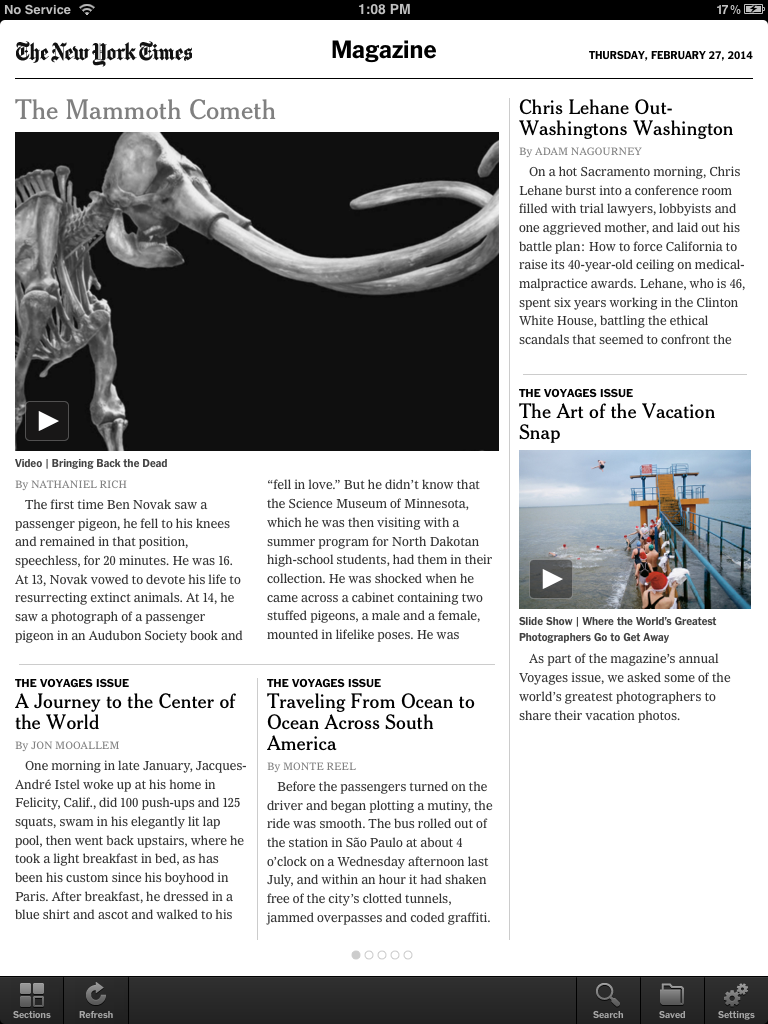 No Service
1:08 PM
17%
The New York Times
Magazine
THURSDAY, FEBRUARY 27, 2014
The Mammoth Cometh
Video | Bringing Back the Dead
By NATHANIEL RICH
The first time Ben Novak saw a
passenger pigeon, he fell to his knees
and remained in that position,
speechless, for 20 minutes. He was 16.
At 13, Novak vowed to devote his life to
resurrecting extinct animals. At 14, he
saw a photograph of a passenger
pigeon in an Audubon Society book and
“fell in love.” But he didn’t know that
the Science Museum of Minnesota,
which he was then visiting with a
summer program for North Dakotan
high-school students, had them in their
collection. He was shocked when he
came across a cabinet containing two
stuffed pigeons, a male and a female,
mounted in lifelike poses. He was
THE VOYAGES ISSUE
A Journey to the Center of
the World
By JON MOOALLEM
One morning in late January, Jacques-
André Istel woke up at his home in
Felicity, Calif., did 100 push-ups and 125
squats, swam in his elegantly lit lap
pool, then went back upstairs, where he
took a light breakfast in bed, as has
been his custom since his boyhood in
Paris. After breakfast, he dressed in a
blue shirt and ascot and walked to his
THE VOYAGES ISSUE
Traveling From Ocean to
Ocean Across South
America
By MONTE REEL
Before the passengers turned on the
driver and began plotting a mutiny, the
ride was smooth. The bus rolled out of
the station in São Paulo at about 4
o’clock on a Wednesday afternoon last
July, and within an hour it had shaken
free of the city’s clotted tunnels,
jammed overpasses and coded graffiti.
Chris Lehane Out-
Washingtons Washington
By ADAM NAGOURNEY
On a hot Sacramento morning, Chris
Lehane burst into a conference room
filled with trial lawyers, lobbyists and
one aggrieved mother, and laid out his
battle plan: How to force California to
raise its 40-year-old ceiling on medical-
malpractice awards. Lehane, who is 46,
spent six years working in the Clinton
White House, battling the ethical
scandals that seemed to confront the
THE VOYAGES ISSUE
The Art of the Vacation
Snap
Slide Show | Where the World’s Greatest
Photographers Go to Get Away
As part of the magazine’s annual
Voyages issue, we asked some of the
world’s greatest photographers to
share their vacation photos.
Sections
Refresh
Search
Saved
Settings